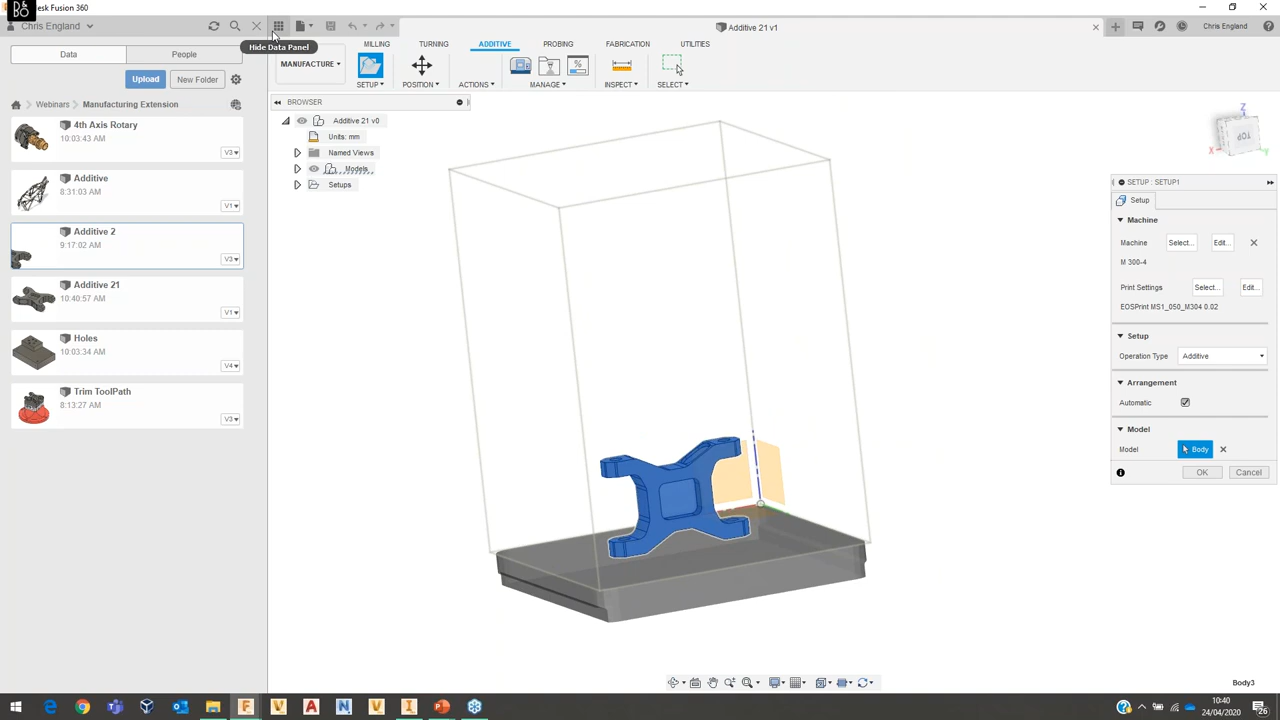 B&O
desk Fusion 360
Chris England
Hide Data Panel
Additive 21 v1
Chris England
Data
People
Upload
New Folder
Webinars
Manufacturing Extension
4th Axis Rotary
10:03:43 AM
V3
Additive
8:31:03 AM
V1
Additive 2
9:17:02 AM
V3
Additive 21
10:40:57 AM
V1
Holes
10:03:34 AM
V4
Trim ToolPath
8:13:27 AM
V3
MILLING
TURNING
ADDITIVE
PROBING
FABRICATION
UTILITIES
MANUFACTURE
SETUP
POSITION
ACTIONS
MANAGE
INSPECT
SELECT
BROWSER
Additive 21 v0
Units: mm
Named Views
Models
Setups
Z
TOP
X
Y
SETUP : SETUP1
Setup
Machine
Machine
Select...
Edit...
M 300-4
Print Settings
Select...
Edit...
EOSPrint MS1_050_M304 0.02
Setup
Operation Type
Additive
Arrangement
Automatic
Model
Model
Body
OK
Cancel
Body3
10:40
24/04/2020
26